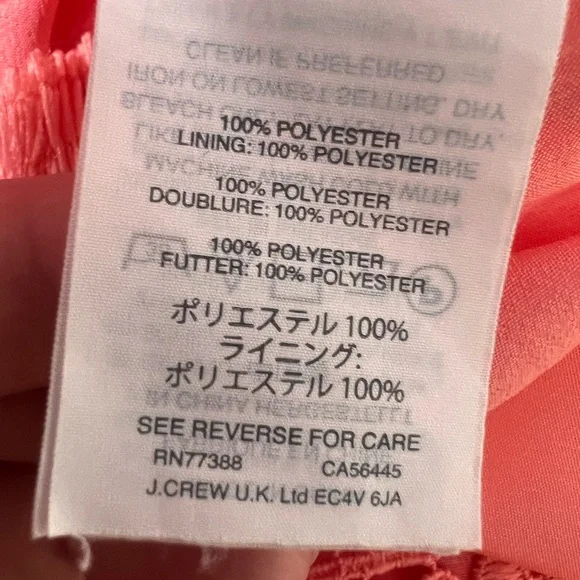 100% POLYESTER
LINING: 100% POLYESTER
100% POLYESTER
DOUBLURE: 100% POLYESTER
100% POLYESTER
FUTTER: 100% POLYESTER
ポリエステル 100%
ライニング:
ポリエステル 100%
SEE REVERSE FOR CARE
RN77388 CA56445
J.CREW U.K. Ltd EC4V 6JA